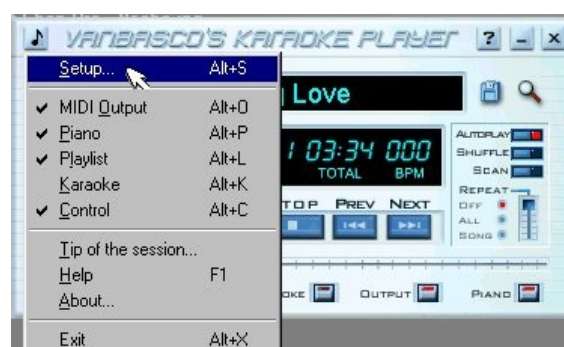 VANBASCO'S KARAOKE PLAYER ? - x
Setup... Alt+S
MIDI Output Alt+O
Piano Alt+P
Playlist Alt+L
Karaoke Alt+K
Control Alt+C
Tip of the session...
Help F1
About...
Exit Alt+X
Love
03:34 000
TOTAL BPM
AUTOPLAY
SHUFFLE
SCAN
REPEAT
OFF
ALL
SONG
TOP PREV NEXT
OKE OUTPUT PIANO